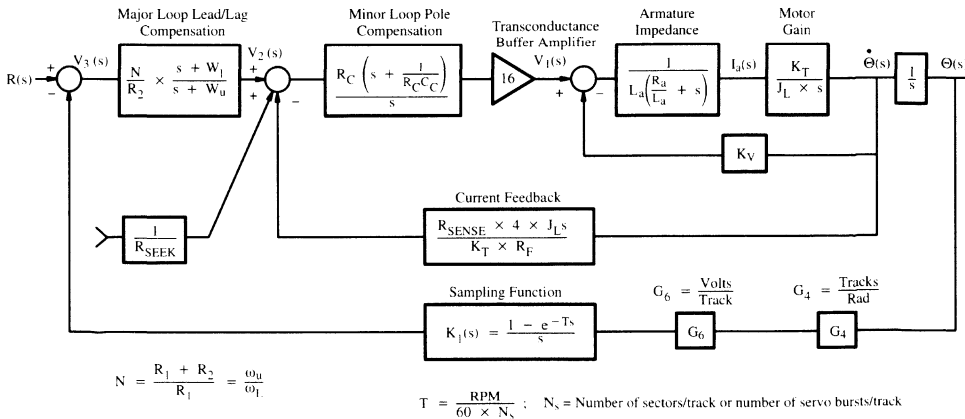 Major Loop Lead/Lag
Compensation
Minor Loop Pole
Compensation
Transconductance
Buffer Amplifier
Armature
Impedance
Motor
Gain
R(s)
+
−
V3(s)
N/R2 × (s + W1)/(s + Wu)
V2(s)
+
+
−
RC (s + 1/(RCCC))/s
16
V1(s)
+
−
1/(La(Ra/La + s))
Ia(s)
KT/(JL × s)
Θ̇(s)
1/s
Θ(s)
KV
1/RSEEK
Current Feedback
(RSENSE × 4 × JLs)/(KT × RF)
Sampling Function
K1(s) = (1 − e^−Ts)/s
G6 = Volts/Track
G6
G4 = Tracks/Rad
G4
N = (R1 + R2)/R1 = ωu/ωL
T = RPM/(60 × Ns) ; Ns = Number of sectors/track or number of servo bursts/track